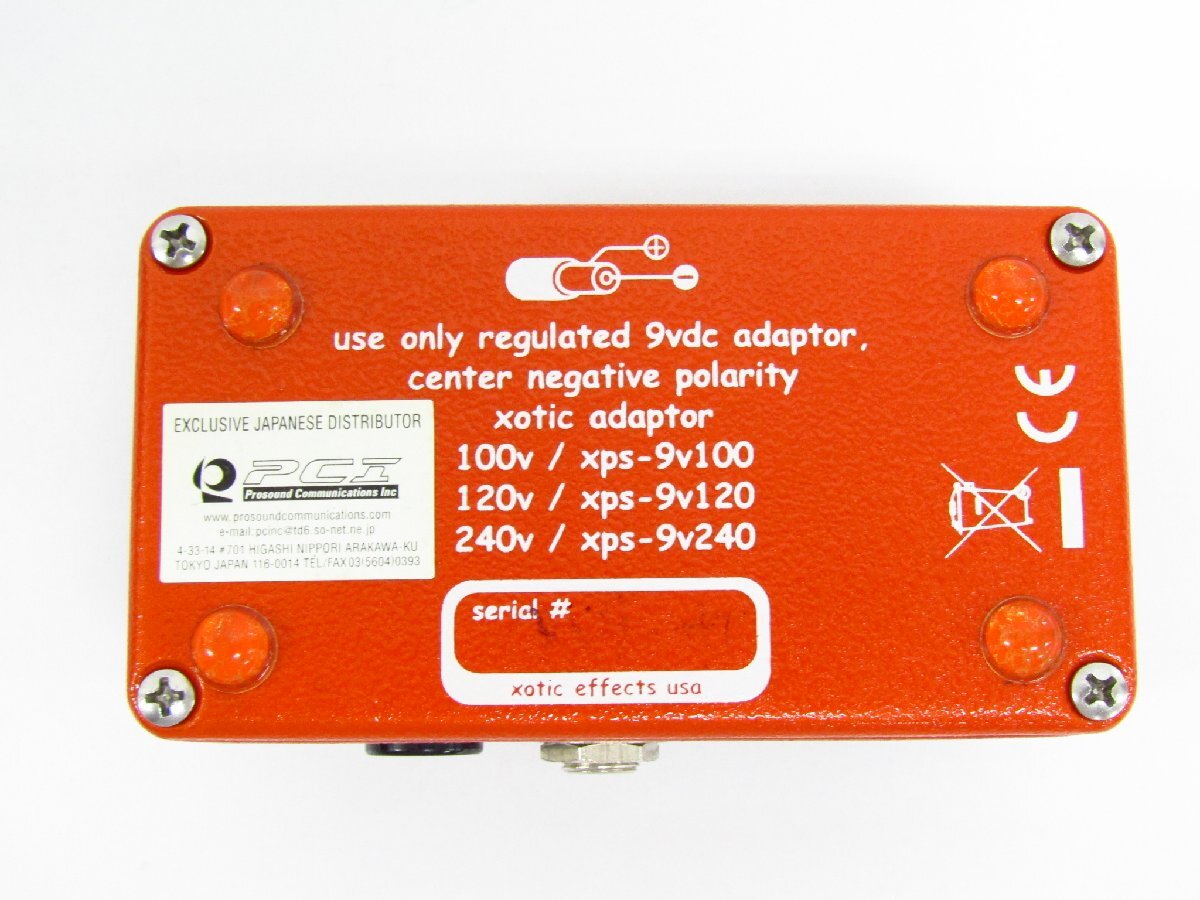 use only regulated 9vdc adaptor,
center negative polarity
xotic adaptor
100v / xps-9v100
120v / xps-9v120
240v / xps-9v240
EXCLUSIVE JAPANESE DISTRIBUTOR
PCI
Prosound Communications Inc
www.prosoundcommunications.com
e-mail:pcinc@td6.so-net.ne.jp
4-33-14 #701 HIGASHI NIPPORI ARAKAWA-KU
TOKYO JAPAN 116-0014 TEL/FAX03(5604)0393
CE
serial #
xotic effects usa